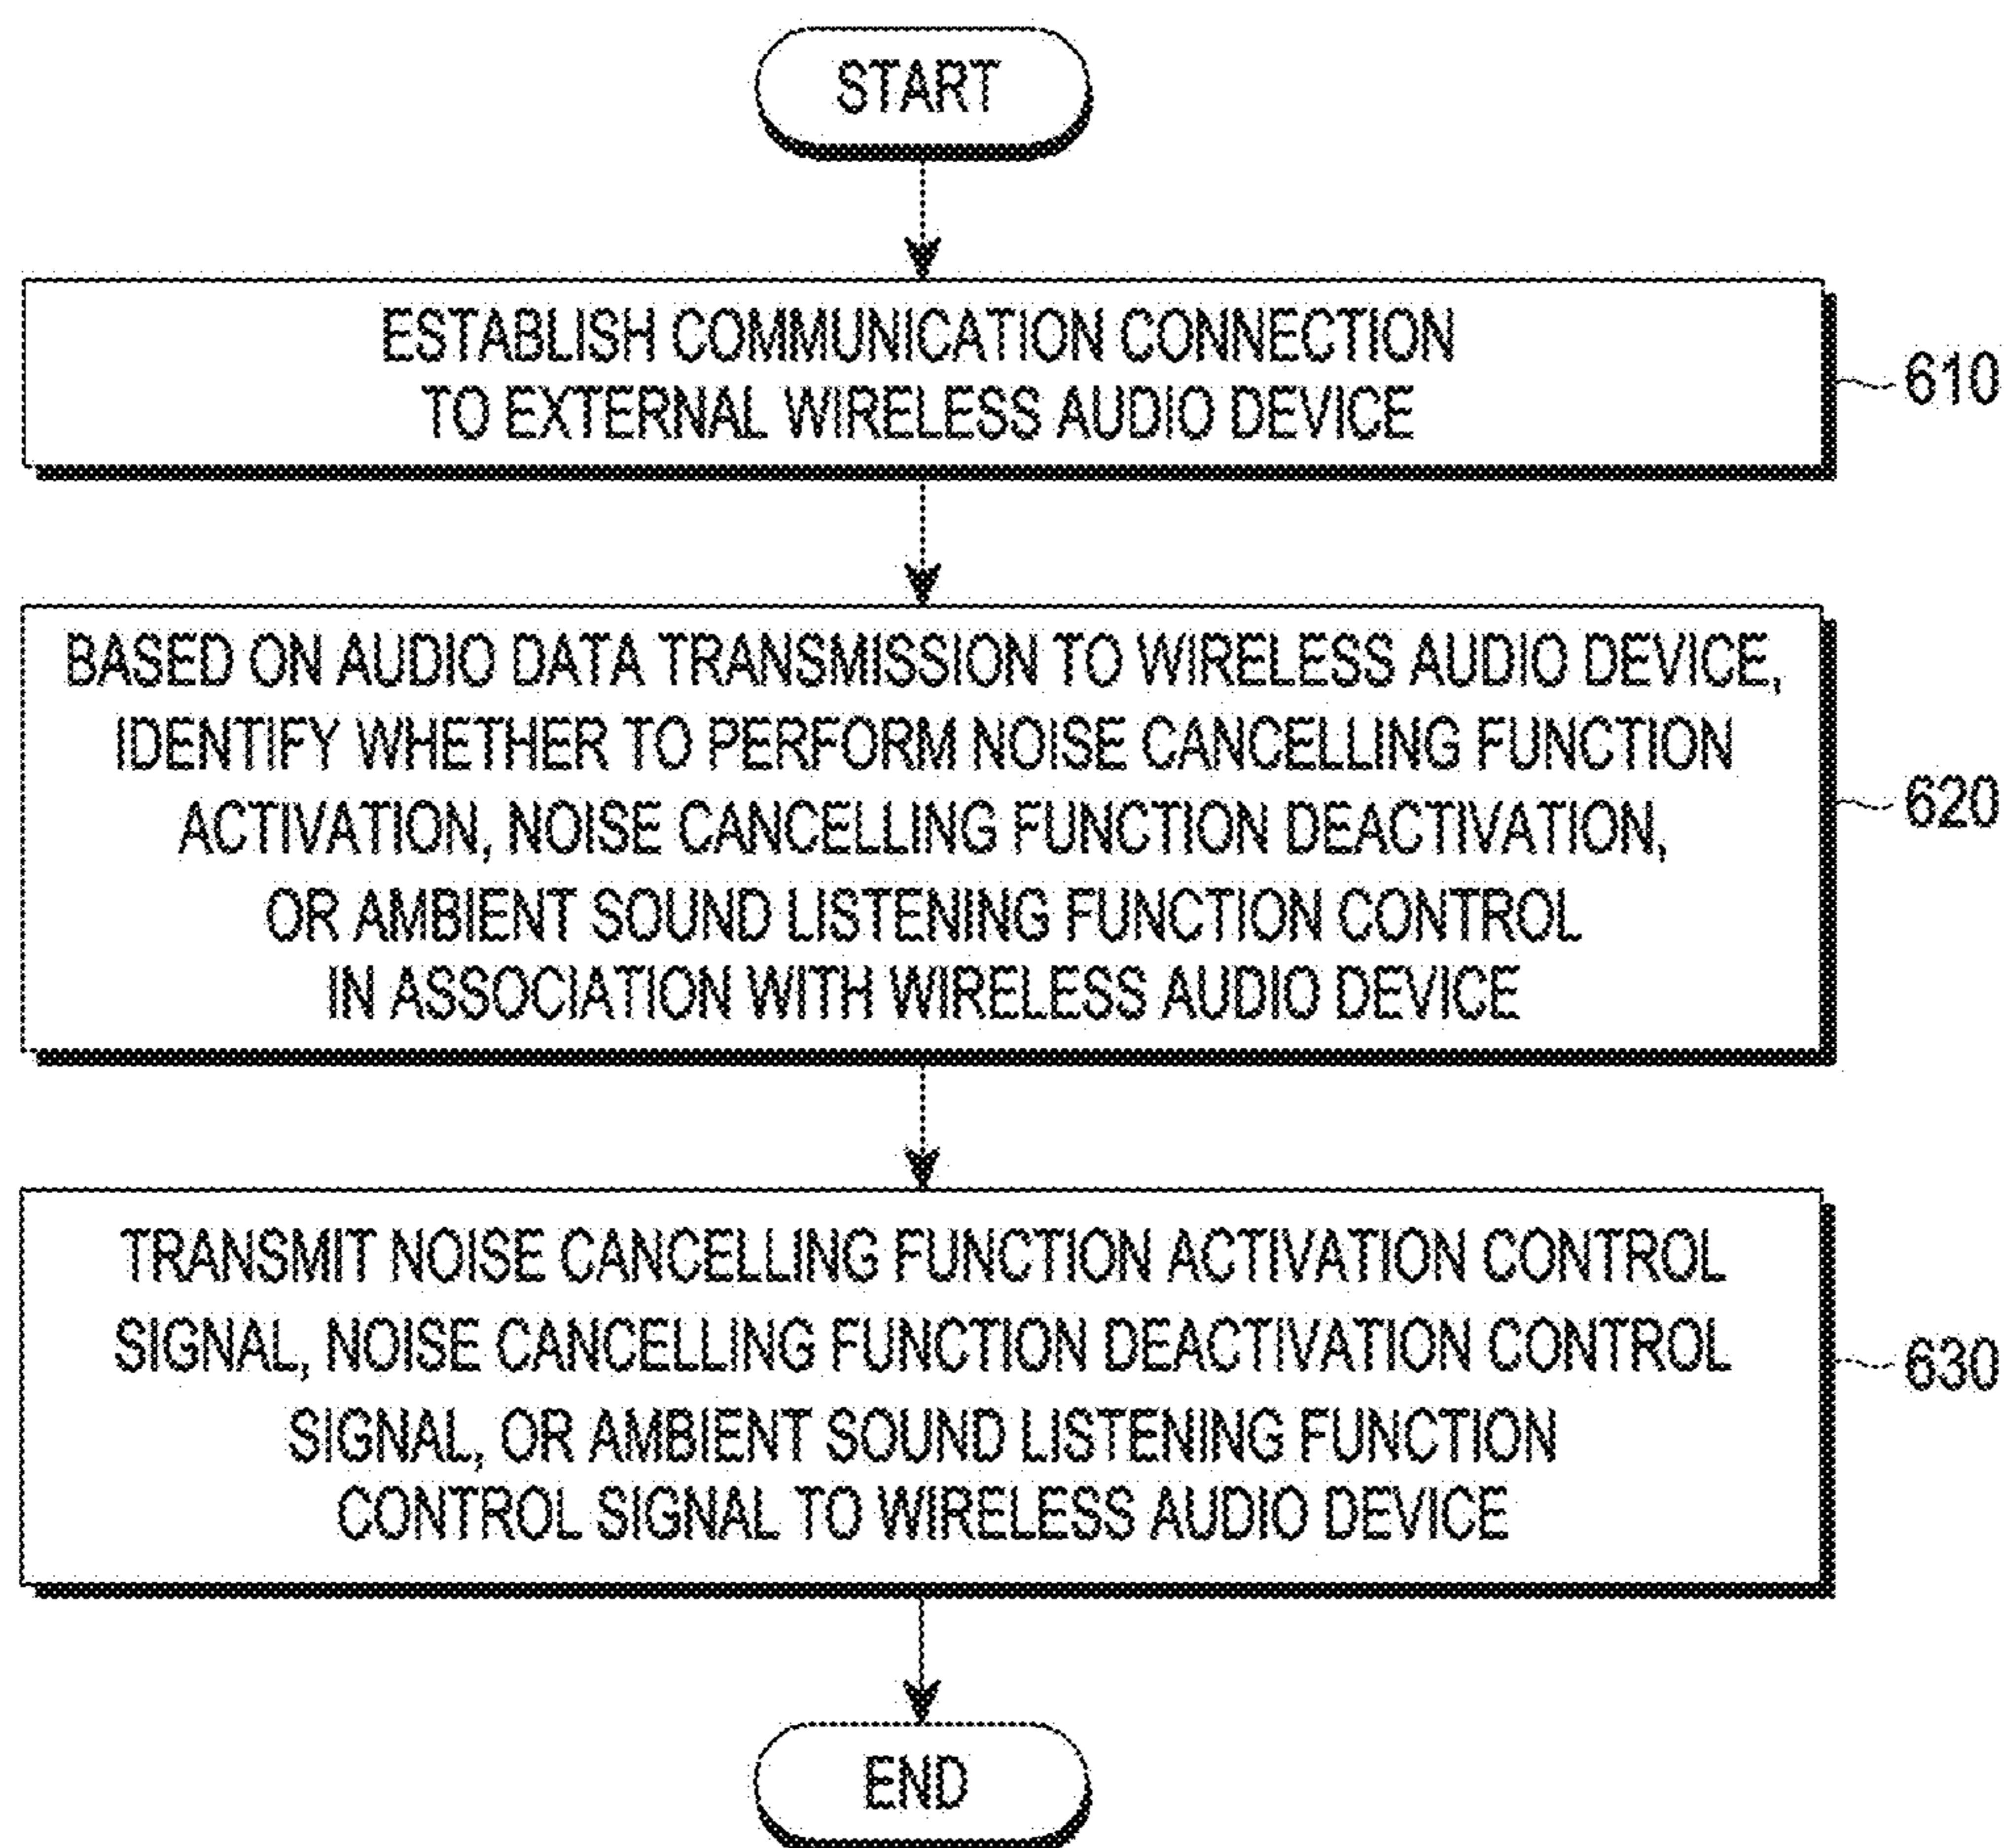 START
ESTABLISH COMMUNICATION CONNECTION
TO EXTERNAL WIRELESS AUDIO DEVICE
610
BASED ON AUDIO DATA TRANSMISSION TO WIRELESS AUDIO DEVICE,
IDENTIFY WHETHER TO PERFORM NOISE CANCELLING FUNCTION
ACTIVATION, NOISE CANCELLING FUNCTION DEACTIVATION,
OR AMBIENT SOUND LISTENING FUNCTION CONTROL
IN ASSOCIATION WITH WIRELESS AUDIO DEVICE
620
TRANSMIT NOISE CANCELLING FUNCTION ACTIVATION CONTROL
SIGNAL, NOISE CANCELLING FUNCTION DEACTIVATION CONTROL
SIGNAL, OR AMBIENT SOUND LISTENING FUNCTION
CONTROL SIGNAL TO WIRELESS AUDIO DEVICE
630
END